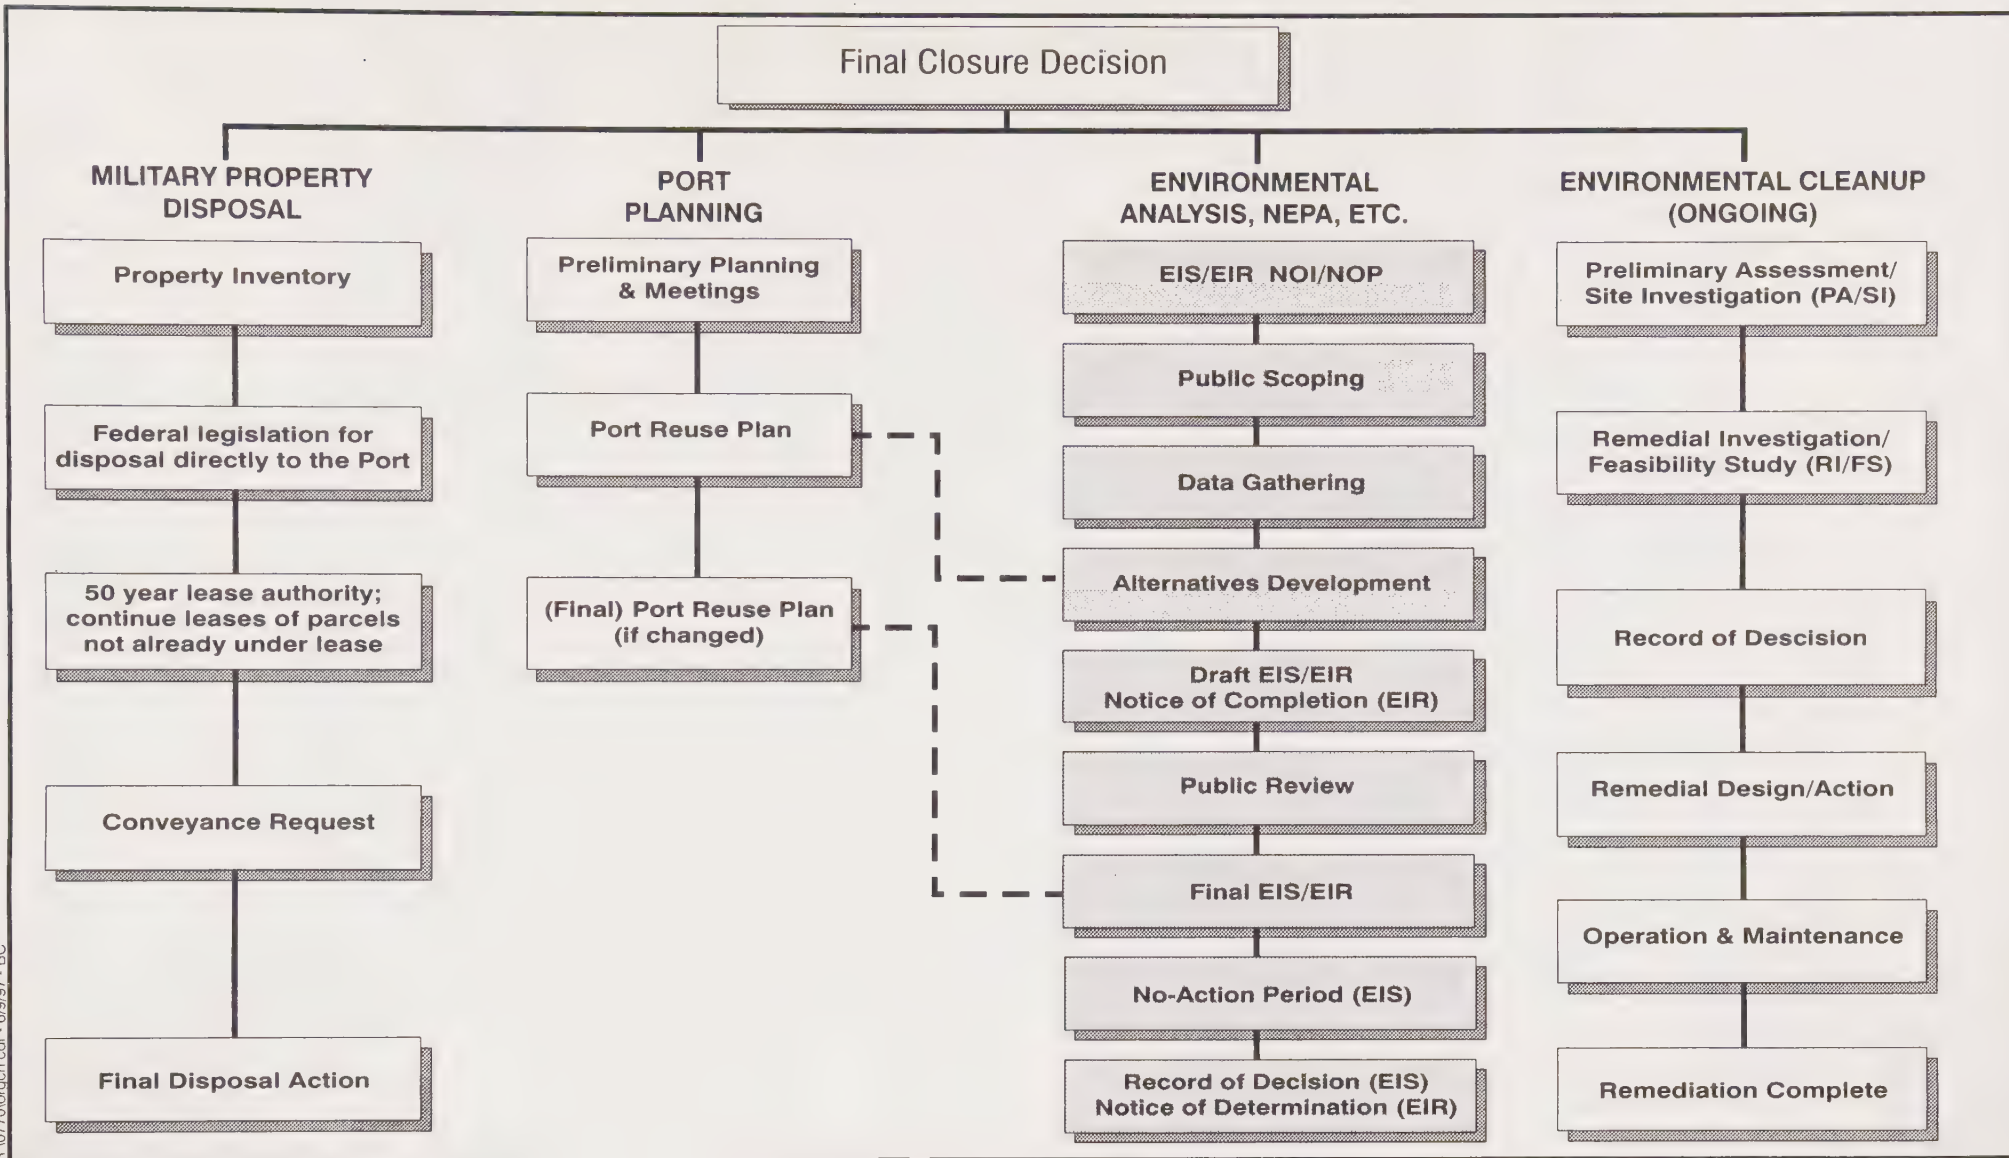 Final Closure Decision
MILITARY PROPERTY
DISPOSAL
Property Inventory
Federal legislation for
disposal directly to the Port
50 year lease authority;
continue leases of parcels
not already under lease
Conveyance Request
Final Disposal Action
PORT
PLANNING
Preliminary Planning
& Meetings
Port Reuse Plan
(Final) Port Reuse Plan
(if changed)
ENVIRONMENTAL
ANALYSIS, NEPA, ETC.
EIS/EIR NOI/NOP
Public Scoping
Data Gathering
Alternatives Development
Draft EIS/EIR
Notice of Completion (EIR)
Public Review
Final EIS/EIR
No-Action Period (EIS)
Record of Decision (EIS)
Notice of Determination (EIR)
ENVIRONMENTAL CLEANUP
(ONGOING)
Preliminary Assessment/
Site Investigation (PA/SI)
Remedial Investigation/
Feasibility Study (RI/FS)
Record of Descision
Remedial Design/Action
Operation & Maintenance
Remediation Complete